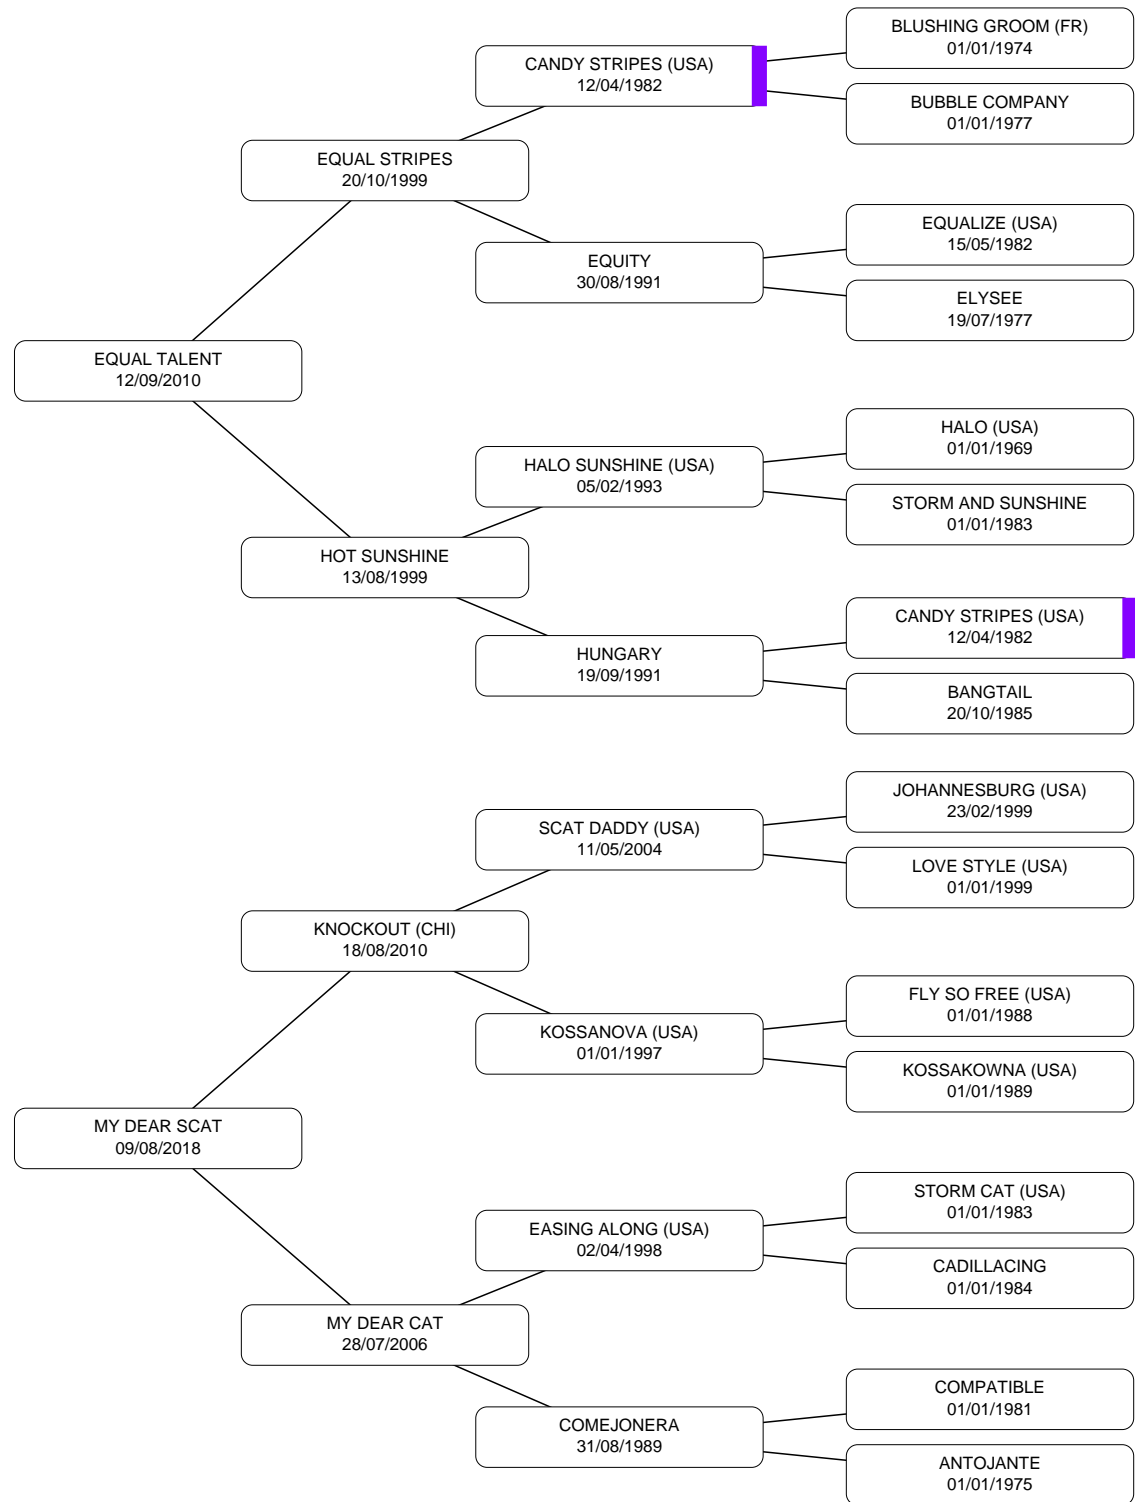 BLUSHING GROOM (FR)
01/01/1974
CANDY STRIPES (USA)
12/04/1982
BUBBLE COMPANY
01/01/1977
EQUAL STRIPES
20/10/1999
EQUALIZE (USA)
15/05/1982
EQUITY
30/08/1991
ELYSEE
19/07/1977
EQUAL TALENT
12/09/2010
HALO (USA)
01/01/1969
HALO SUNSHINE (USA)
05/02/1993
STORM AND SUNSHINE
01/01/1983
HOT SUNSHINE
13/08/1999
CANDY STRIPES (USA)
12/04/1982
HUNGARY
19/09/1991
BANGTAIL
20/10/1985
JOHANNESBURG (USA)
23/02/1999
SCAT DADDY (USA)
11/05/2004
LOVE STYLE (USA)
01/01/1999
KNOCKOUT (CHI)
18/08/2010
FLY SO FREE (USA)
01/01/1988
KOSSANOVA (USA)
01/01/1997
KOSSAKOWNA (USA)
01/01/1989
MY DEAR SCAT
09/08/2018
STORM CAT (USA)
01/01/1983
EASING ALONG (USA)
02/04/1998
CADILLACING
01/01/1984
MY DEAR CAT
28/07/2006
COMPATIBLE
01/01/1981
COMEJONERA
31/08/1989
ANTOJANTE
01/01/1975